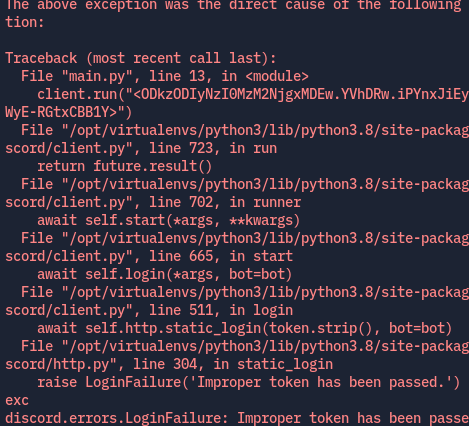 The above exception was the direct cause of the following
tion:
Traceback (most recent call last):
File "main.py", line 13, in <module>
client.run("<ODkzODIyNzI0MzM2NjgxMDEw.YVhDRw.iPYnxJiEy
WyE-RGtxCBB1Y>")
File "/opt/virtualenvs/python3/lib/python3.8/site-packag
scord/client.py", line 723, in run
return future.result()
File "/opt/virtualenvs/python3/lib/python3.8/site-packag
scord/client.py", line 702, in runner
await self.start(*args, **kwargs)
File "/opt/virtualenvs/python3/lib/python3.8/site-packag
scord/client.py", line 665, in start
await self.login(*args, bot=bot)
File "/opt/virtualenvs/python3/lib/python3.8/site-packag
scord/client.py", line 511, in login
await self.http.static_login(token.strip(), bot=bot)
File "/opt/virtualenvs/python3/lib/python3.8/site-packag
scord/http.py", line 304, in static_login
raise LoginFailure('Improper token has been passed.')
exc
discord.errors.LoginFailure: Improper token has been passe